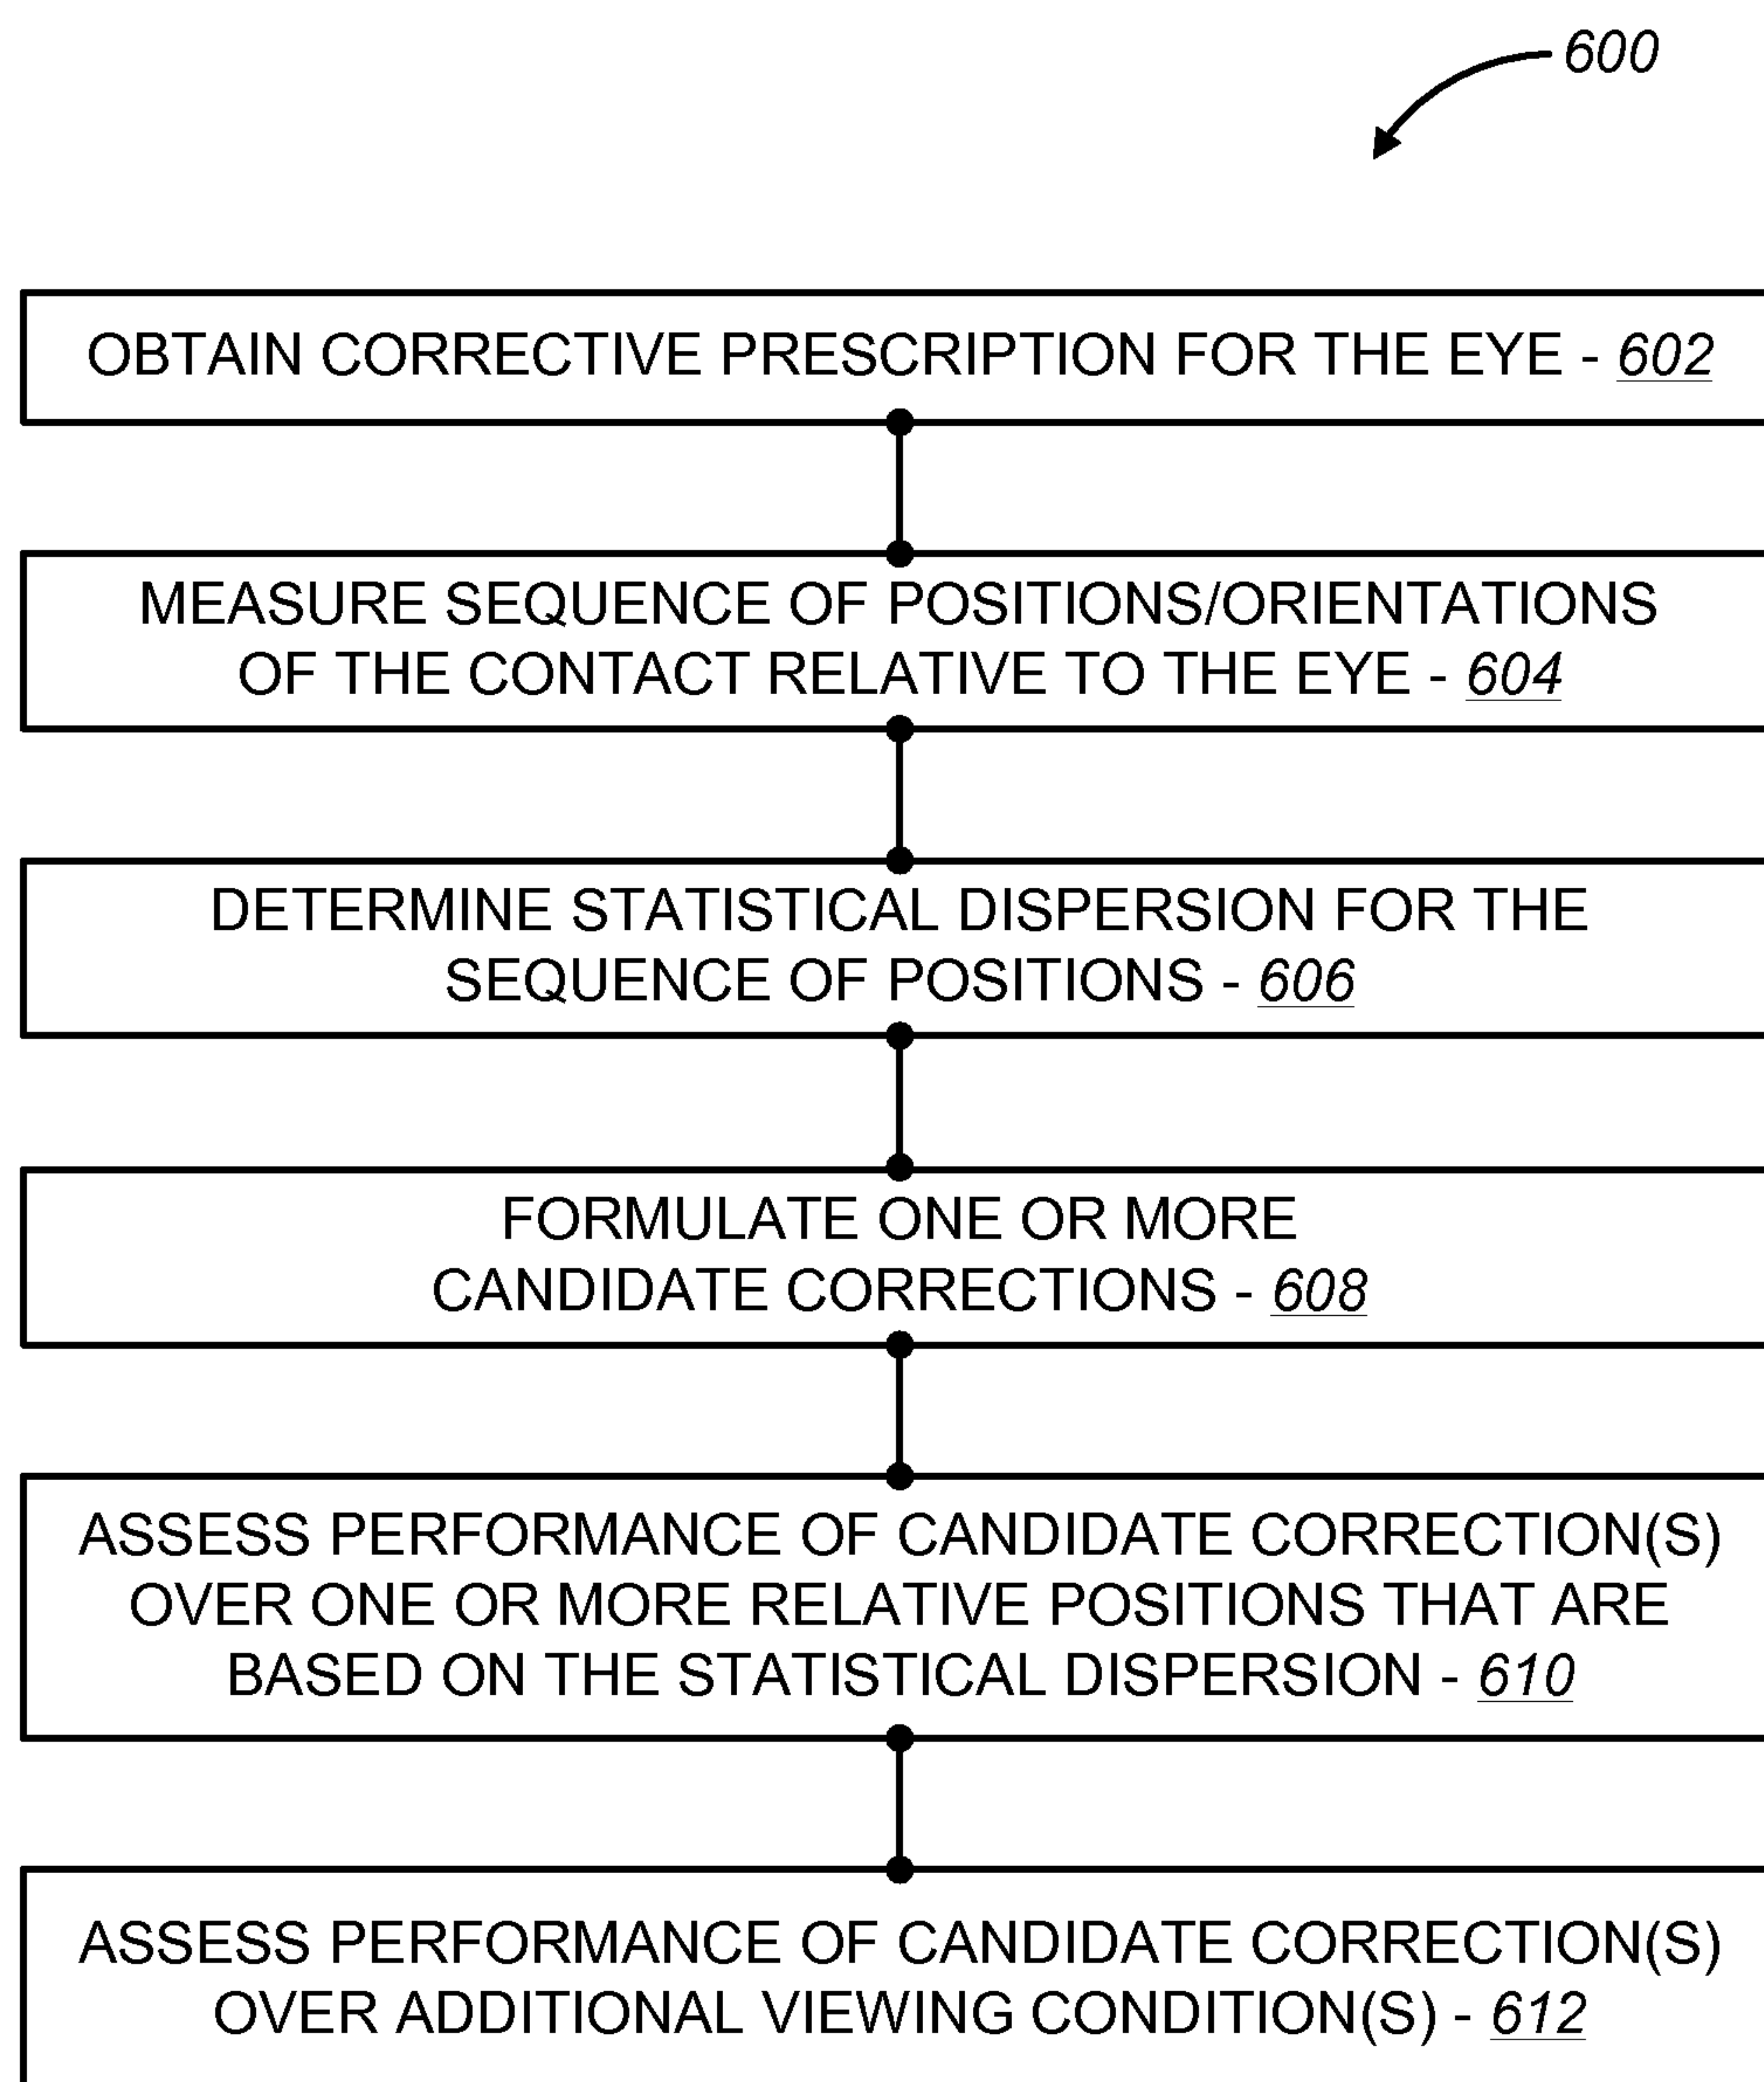 600
OBTAIN CORRECTIVE PRESCRIPTION FOR THE EYE - 602
MEASURE SEQUENCE OF POSITIONS/ORIENTATIONS
OF THE CONTACT RELATIVE TO THE EYE - 604
DETERMINE STATISTICAL DISPERSION FOR THE
SEQUENCE OF POSITIONS - 606
FORMULATE ONE OR MORE
CANDIDATE CORRECTIONS - 608
ASSESS PERFORMANCE OF CANDIDATE CORRECTION(S)
OVER ONE OR MORE RELATIVE POSITIONS THAT ARE
BASED ON THE STATISTICAL DISPERSION - 610
ASSESS PERFORMANCE OF CANDIDATE CORRECTION(S)
OVER ADDITIONAL VIEWING CONDITION(S) - 612